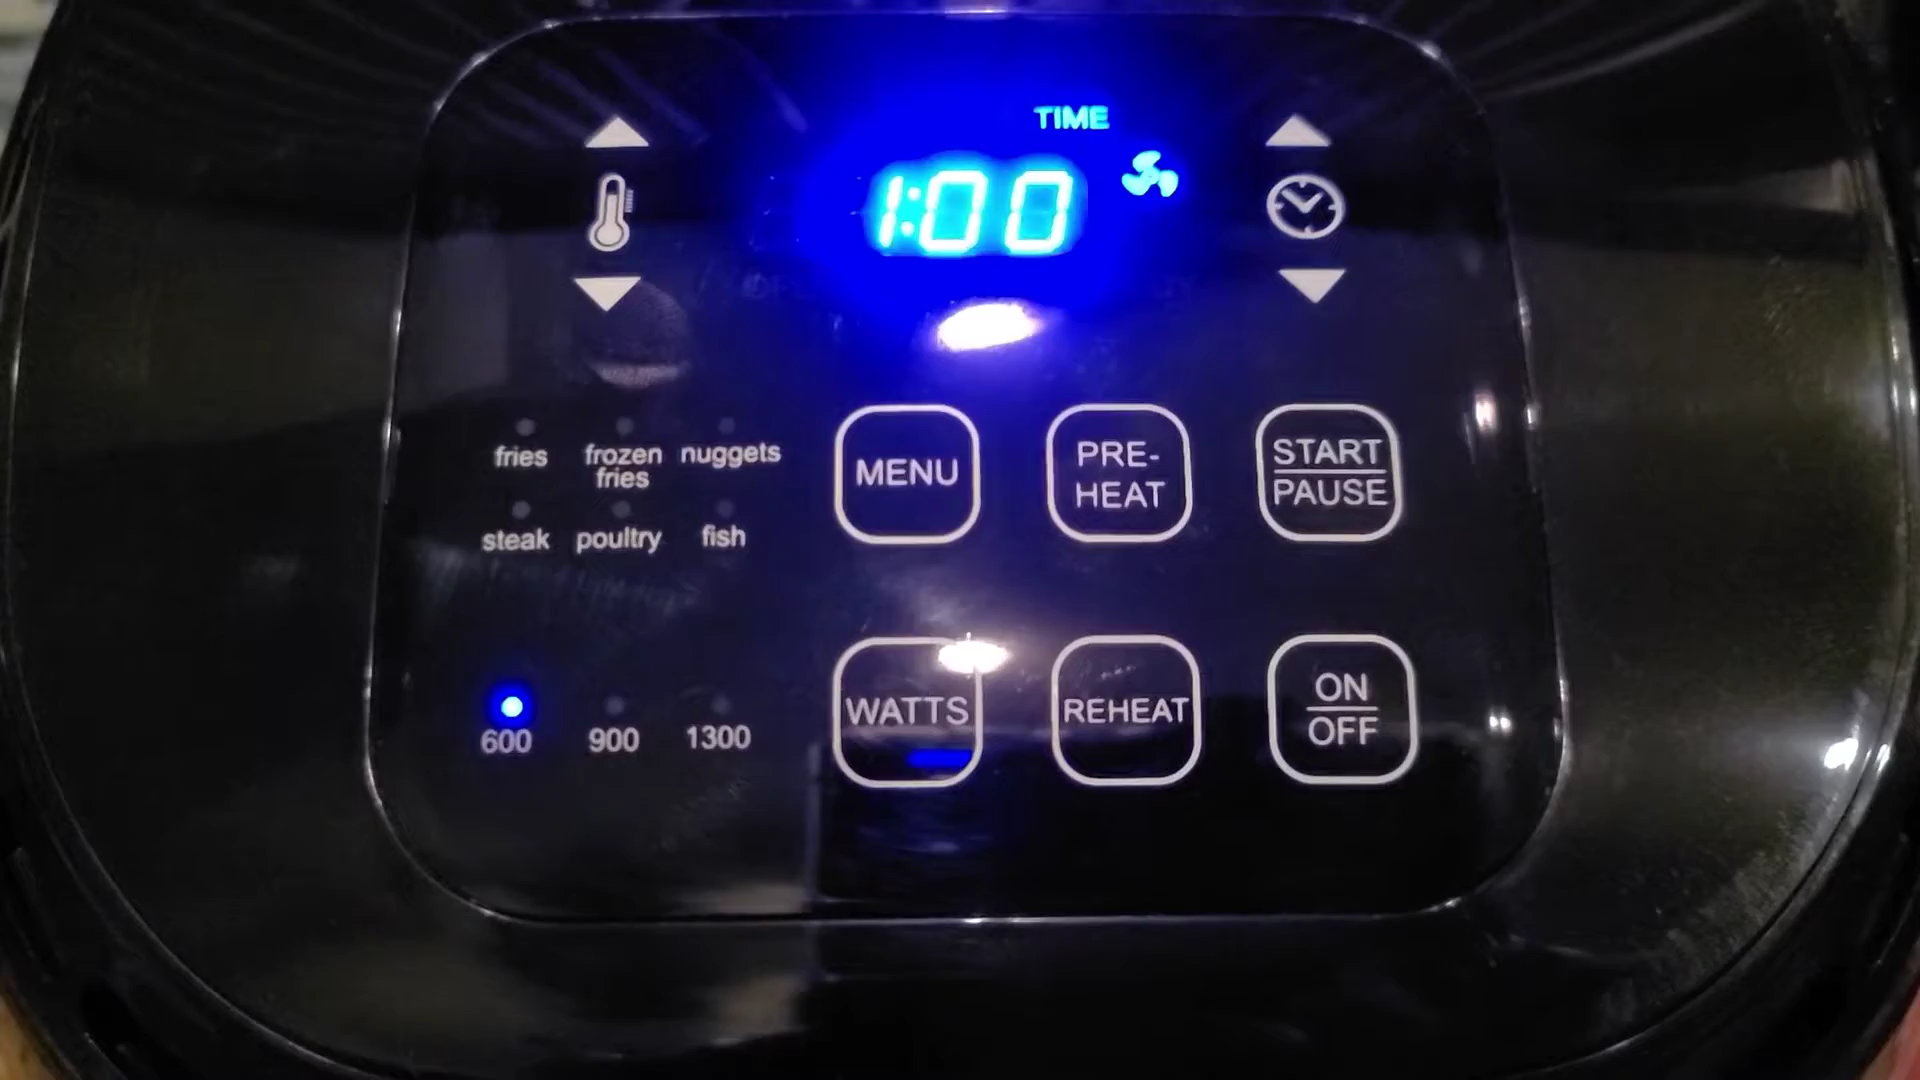 TIME
1:00
fries
frozen
fries
nuggets
steak
poultry
fish
MENU
PRE-
HEAT
START
PAUSE
600
900
1300
WATTS
REHEAT
ON
OFF